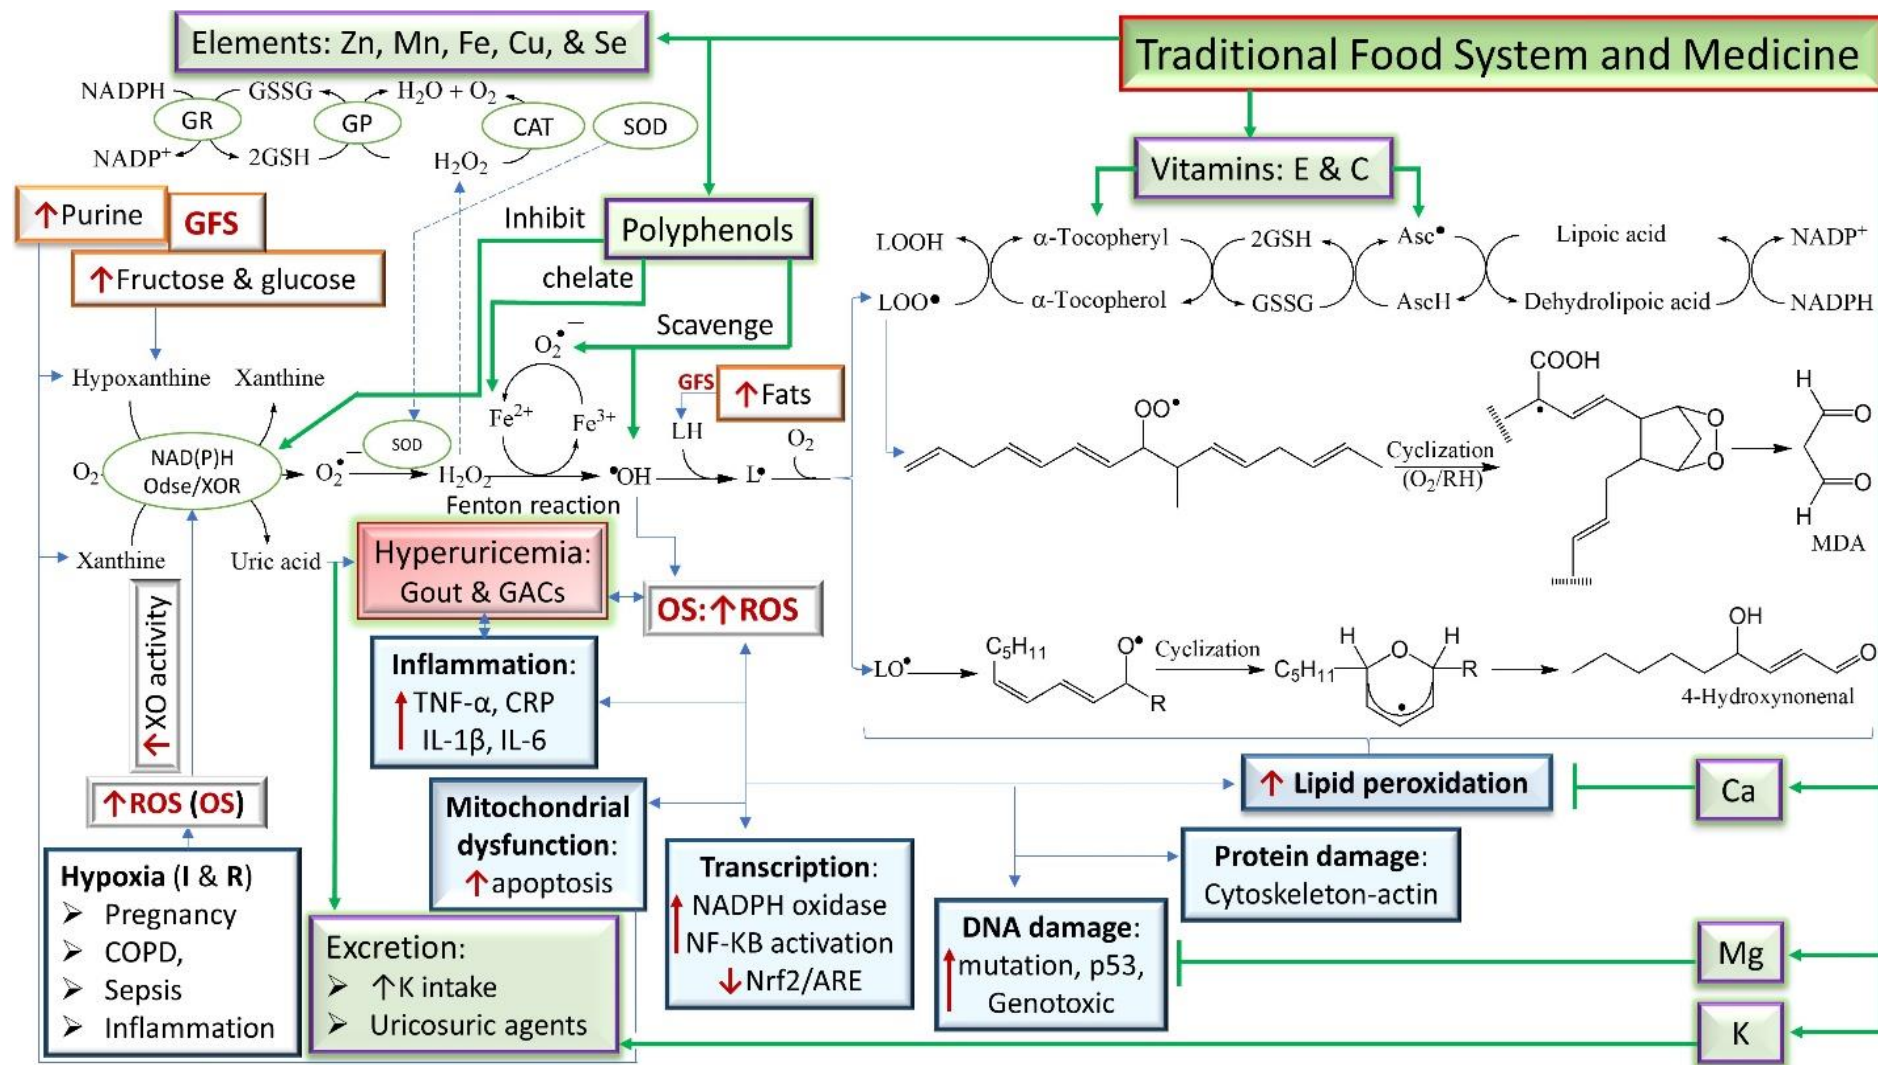 Elements: Zn, Mn, Fe, Cu, & Se
Traditional Food System and Medicine
NADPH
GSSG
H₂O + O₂
GR
GP
CAT
SOD
NADP⁺
2GSH
H₂O₂
Vitamins: E & C
↑Purine
GFS
↑Fructose & glucose
Inhibit
Polyphenols
chelate
Scavenge
LOOH
α-Tocopheryl
2GSH
Asc•
Lipoic acid
NADP⁺
LOO•
α-Tocopherol
GSSG
AscH
Dehydrolipoic acid
NADPH
O₂•⁻
Hypoxanthine
Xanthine
Fe²⁺
Fe³⁺
GFS
↑Fats
LH
O₂
SOD
O₂
NAD(P)H
Odse/XOR
O₂•⁻
H₂O₂
•OH
L•
Fenton reaction
OO•
Cyclization
(O₂/RH)
COOH
•
O
O
H
O
O
H
MDA
Xanthine
Uric acid
Hyperuricemia:
Gout & GACs
OS:↑ROS
↑XO activity
Inflammation:
↑TNF-α, CRP
IL-1β, IL-6
LO•
C₅H₁₁
O•
R
Cyclization
H
O
H
C₅H₁₁
R
•
OH
O
4-Hydroxynonenal
↑ROS (OS)
Mitochondrial
dysfunction:
↑apoptosis
↑ Lipid peroxidation
Ca
Hypoxia (I & R)
➢ Pregnancy
➢ COPD,
➢ Sepsis
➢ Inflammation
Excretion:
➢ ↑K intake
➢ Uricosuric agents
Transcription:
↑NADPH oxidase
NF-KB activation
↓Nrf2/ARE
Protein damage:
Cytoskeleton-actin
DNA damage:
↑mutation, p53,
Genotoxic
Mg
K